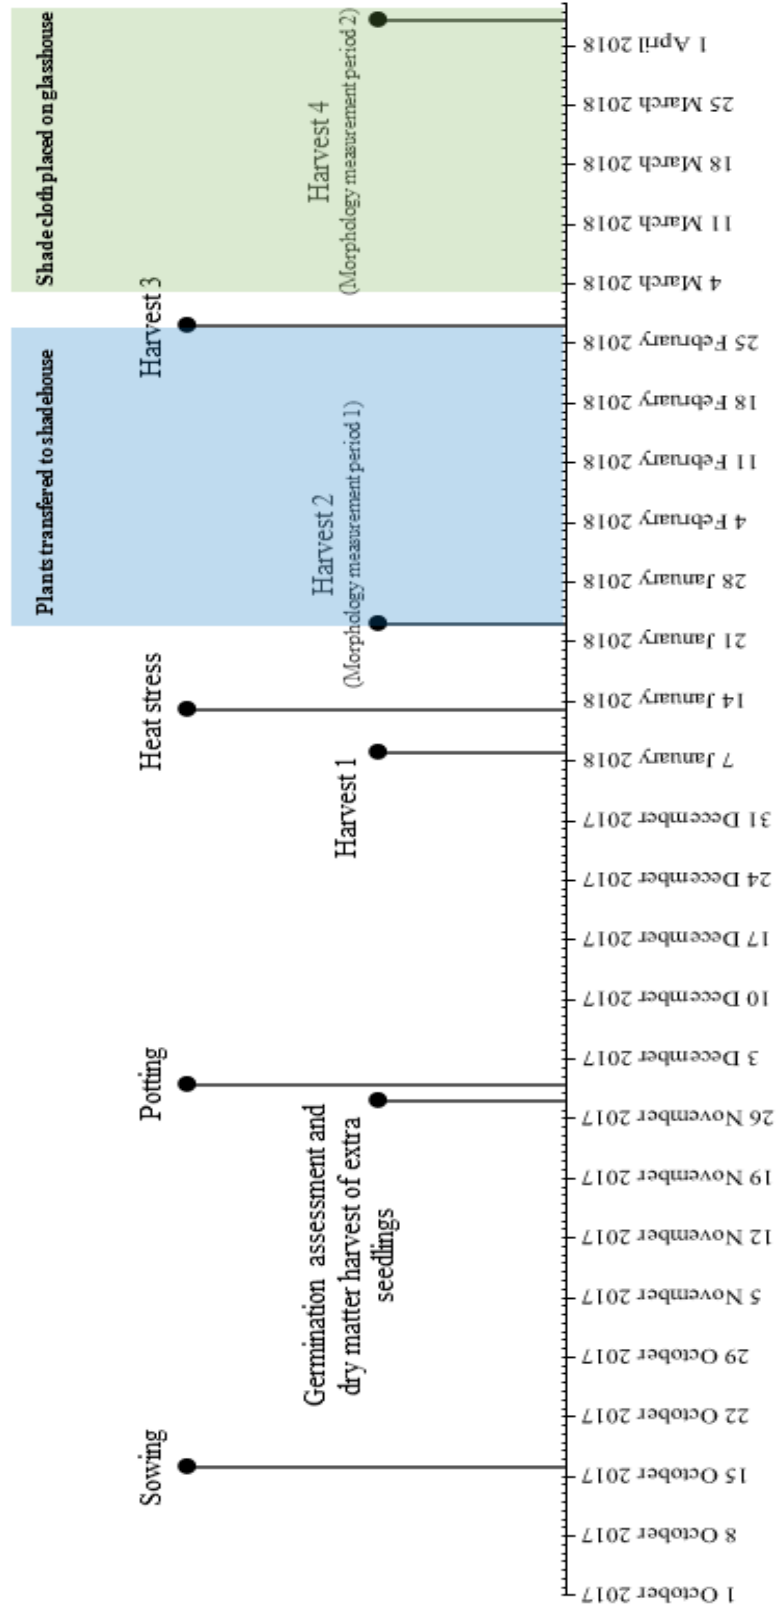 Shade cloth placed on glasshouse
Plants transfered to shadehouse
Sowing
Potting
Heat stress
Harvest 3
Germination assessment and
dry matter harvest of extra
seedlings
Harvest 1
Harvest 2
(Morphology measurement period 1)
Harvest 4
(Morphology measurement period 2)
1 October 2017
8 October 2017
15 October 2017
22 October 2017
29 October 2017
5 November 2017
12 November 2017
19 November 2017
26 November 2017
3 December 2017
10 December 2017
17 December 2017
24 December 2017
31 December 2017
7 January 2018
14 January 2018
21 January 2018
28 January 2018
4 February 2018
11 February 2018
18 February 2018
25 February 2018
4 March 2018
11 March 2018
18 March 2018
25 March 2018
1 April 2018